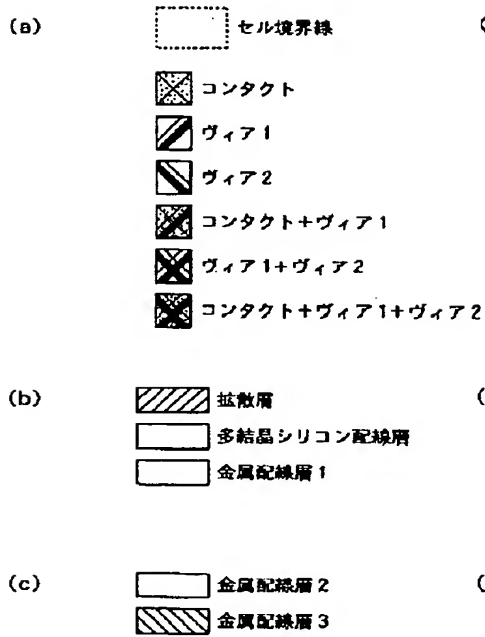 (a)
セル境界線
コンタクト
ヴィア1
ヴィア2
コンタクト+ヴィア1
ヴィア1+ヴィア2
コンタクト+ヴィア1+ヴィア2
(b)
拡散層
多結晶シリコン配線層
金属配線層1
(c)
金属配線層2
金属配線層3